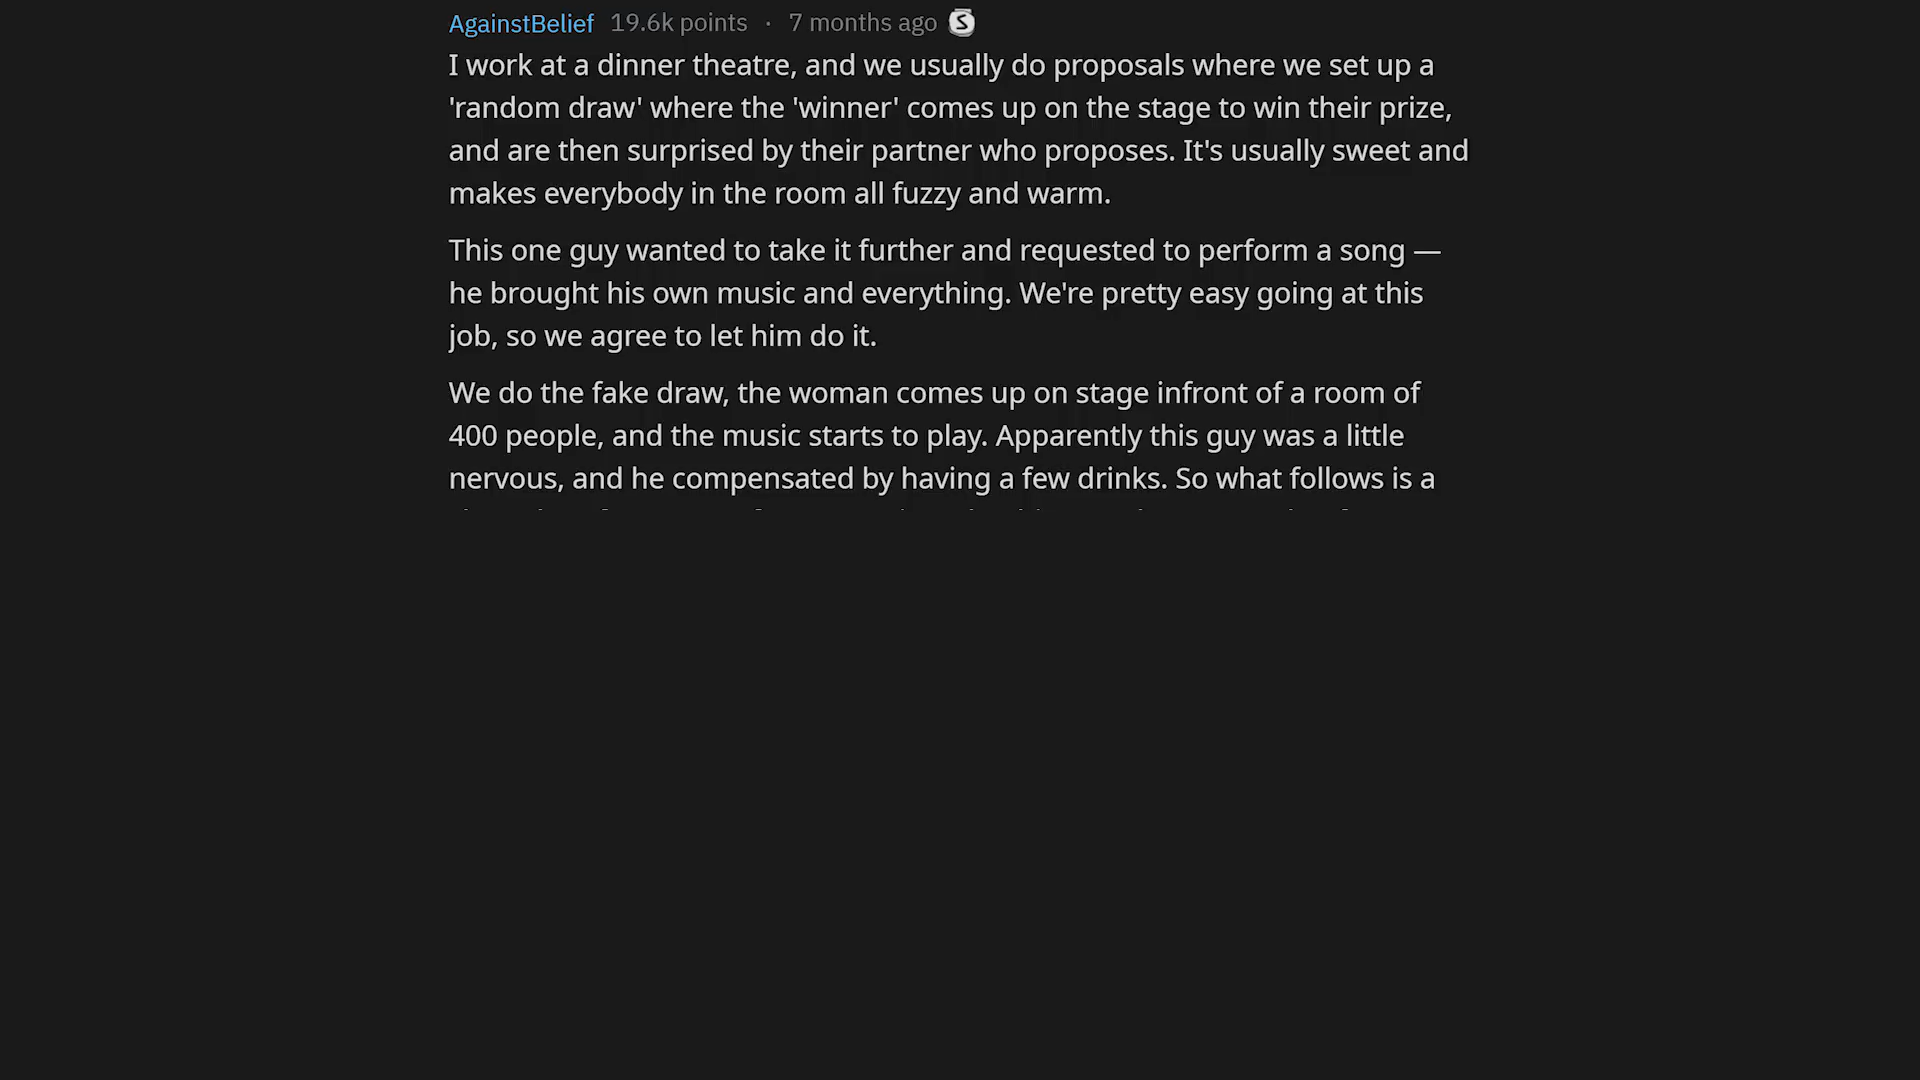 AgainstBelief 19.6k points · 7 months ago S
I work at a dinner theatre, and we usually do proposals where we set up a
'random draw' where the 'winner' comes up on the stage to win their prize,
and are then surprised by their partner who proposes. It's usually sweet and
makes everybody in the room all fuzzy and warm.
This one guy wanted to take it further and requested to perform a song —
he brought his own music and everything. We're pretty easy going at this
job, so we agree to let him do it.
We do the fake draw, the woman comes up on stage infront of a room of
400 people, and the music starts to play. Apparently this guy was a little
nervous, and he compensated by having a few drinks. So what follows is a